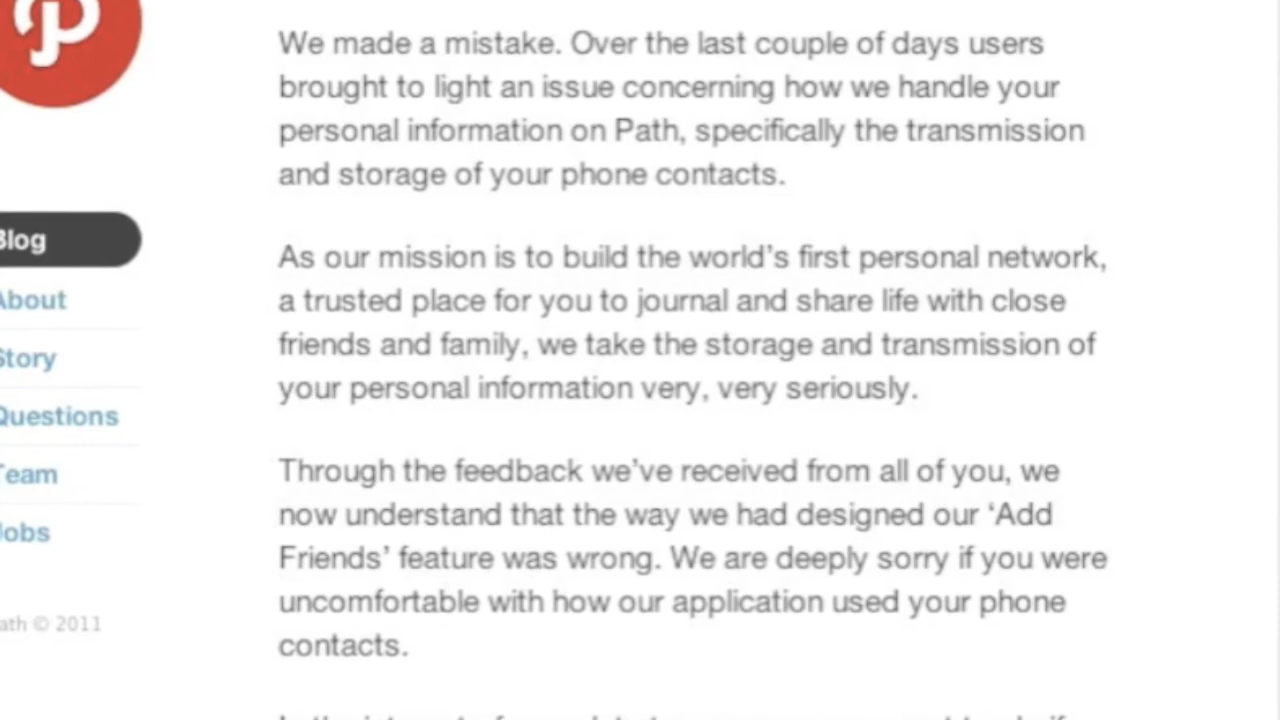 We made a mistake. Over the last couple of days users
brought to light an issue concerning how we handle your
personal information on Path, specifically the transmission
and storage of your phone contacts.
Blog
As our mission is to build the world's first personal network,
About
a trusted place for you to journal and share life with close
friends and family, we take the storage and transmission of
Story
your personal information very, very seriously.
Questions
Through the feedback we've received from all of you, we
Team
now understand that the way we had designed our ‘Add
Jobs
Friends’ feature was wrong. We are deeply sorry if you were
uncomfortable with how our application used your phone
ath © 2011
contacts.